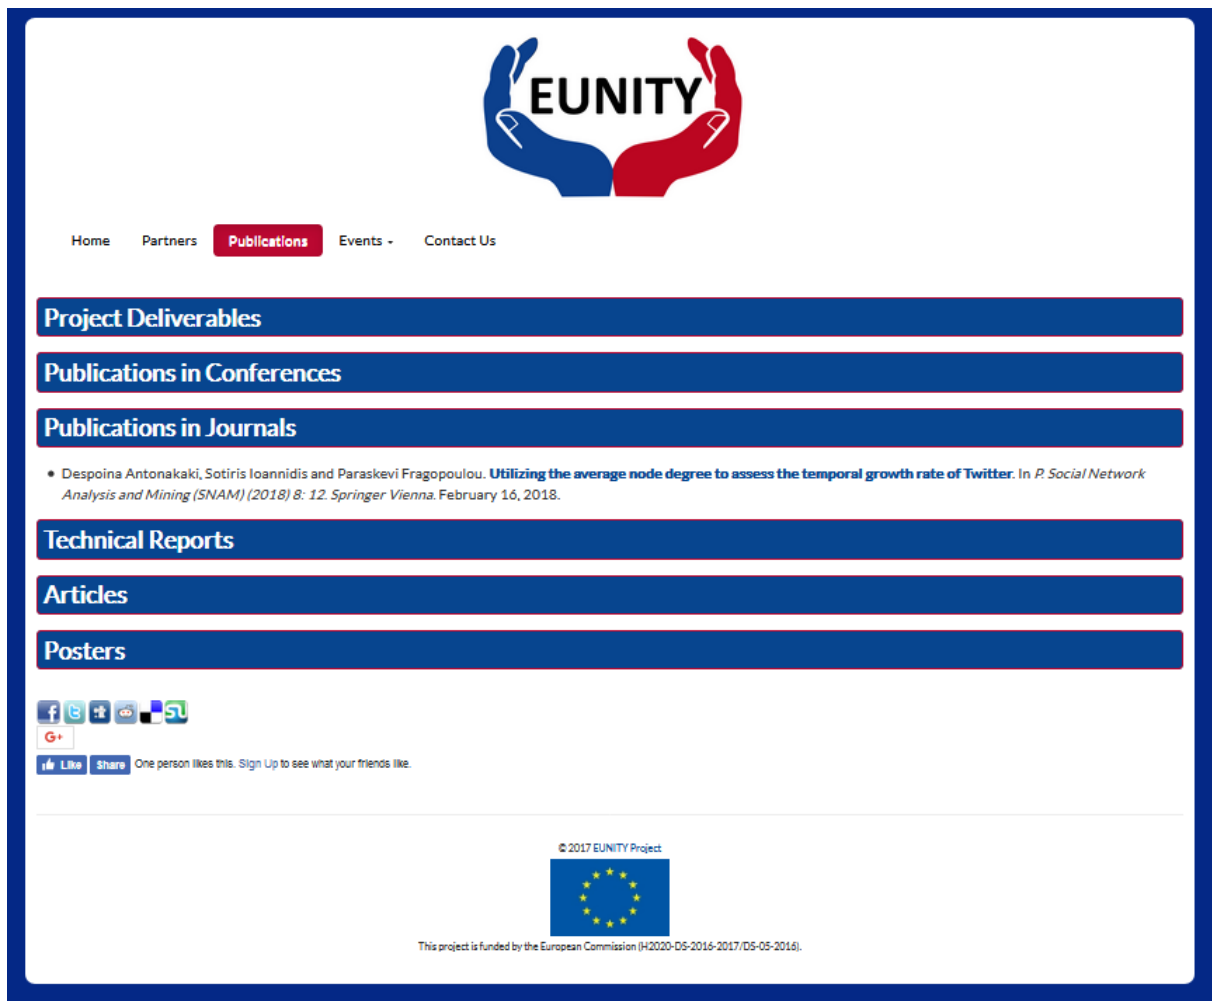 EUNITY
Home Partners Publications Events Contact Us
Project Deliverables
Publications in Conferences
Publications in Journals
• Despoina Antonakaki, Sotiris Ioannidis and Paraskevi Fragopoulou. Utilizing the average node degree to assess the temporal growth rate of Twitter. In P. Social Network
Analysis and Mining (SNAM) (2018) 8: 12. Springer Vienna. February 16, 2018.
Technical Reports
Articles
Posters
G+
Like Share One person likes this. Sign Up to see what your friends like.
© 2017 EUNITY Project
This project is funded by the European Commission (H2020-DS-2016-2017/DS-05-2016).